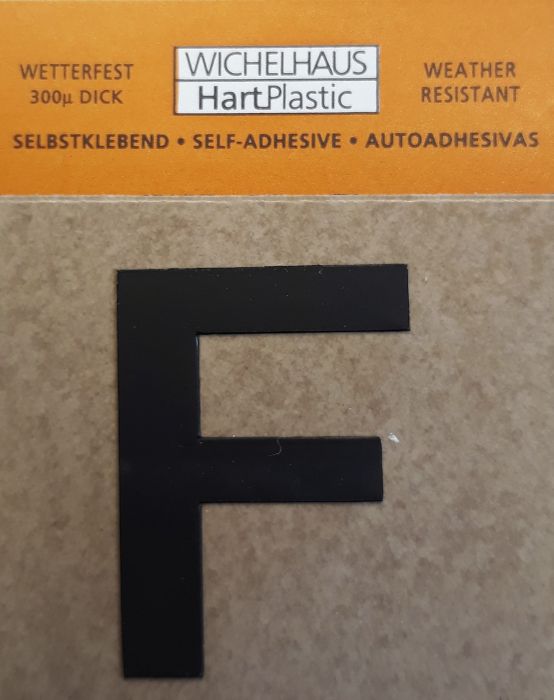 WETTERFEST
300µ DICK
WICHELHAUS
HartPlastic
WEATHER
RESISTANT
SELBSTKLEBEND • SELF-ADHESIVE • AUTOADHESIVAS
F